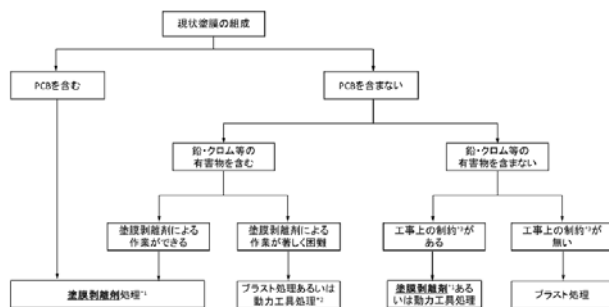 現状塗膜の組成
PCBを含む
PCBを含まない
鉛・クロム等の
有害物を含む
鉛・クロム等の
有害物を含まない
塗膜剥離剤による
作業ができる
塗膜剥離剤による
作業が著しく困難
工事上の制約*3が
ある
工事上の制約*3が
無い
塗膜剥離剤処理*1
ブラスト処理あるいは
動力工具処理*2
塗膜剥離剤*1ある
いは動力工具処理
ブラスト処理